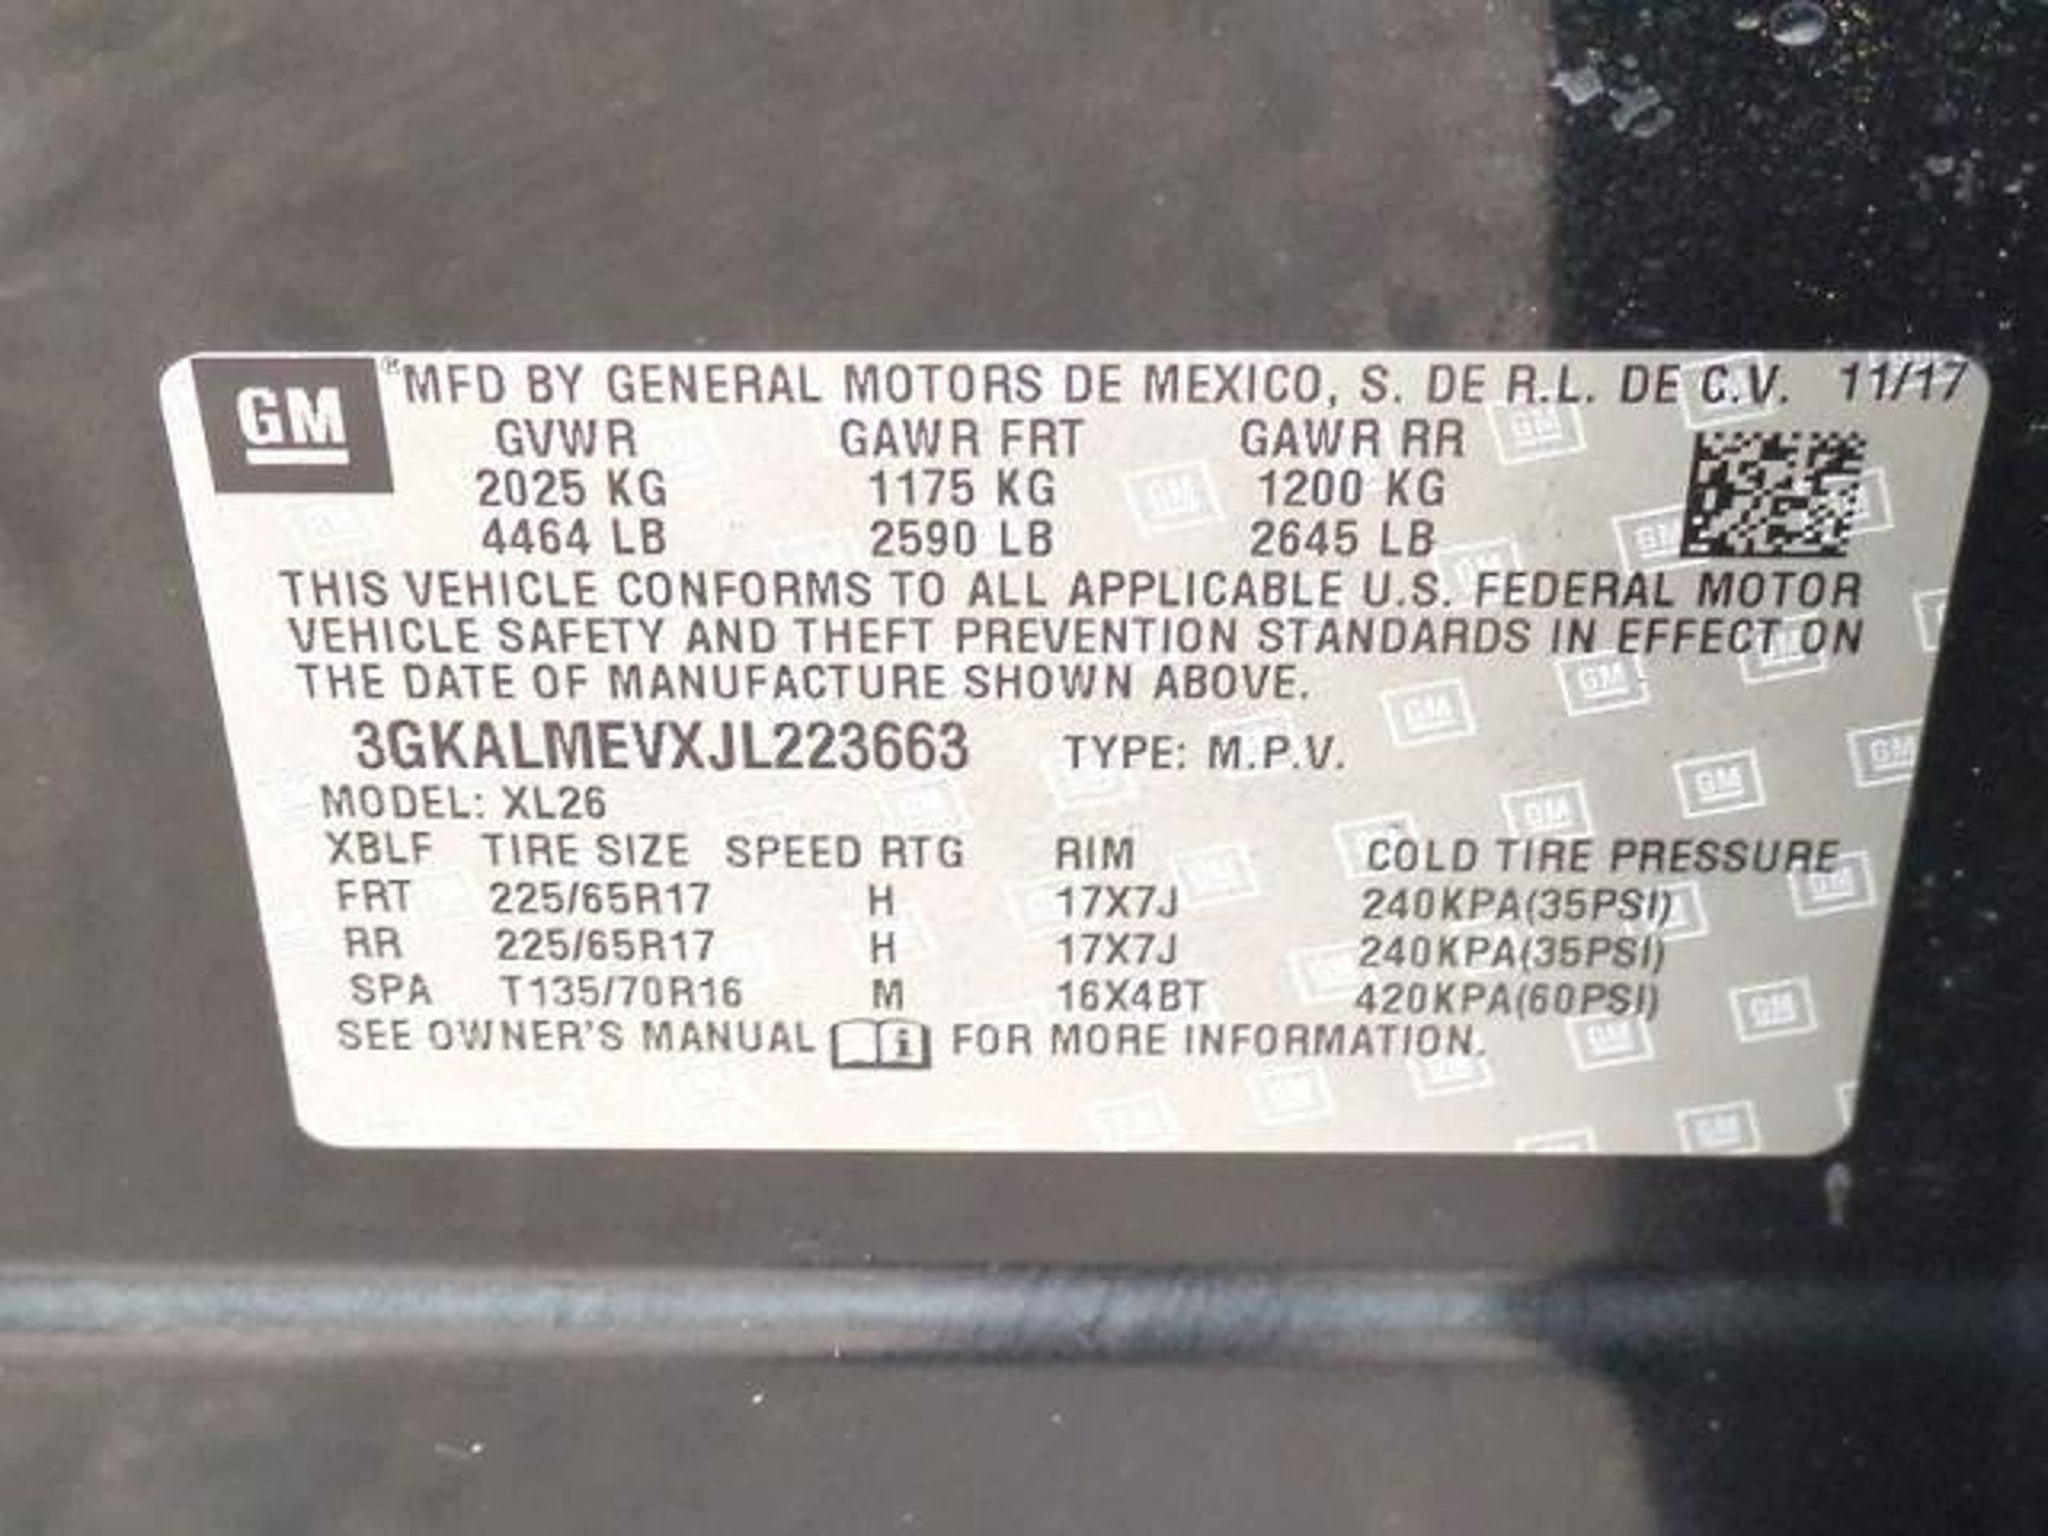 GM ® MFD BY GENERAL MOTORS DE MEXICO, S. DE R.L. DE C.V. 11/17
GVWR GAWR FRT GAWR RR
2025 KG 1175 KG 1200 KG
4464 LB 2590 LB 2645 LB
THIS VEHICLE CONFORMS TO ALL APPLICABLE U.S. FEDERAL MOTOR
VEHICLE SAFETY AND THEFT PREVENTION STANDARDS IN EFFECT ON
THE DATE OF MANUFACTURE SHOWN ABOVE.
3GKALMEVXJL223663 TYPE: M.P.V.
MODEL: XL26
XBLF TIRE SIZE SPEED RTG RIM COLD TIRE PRESSURE
FRT 225/65R17 H 17X7J 240KPA(35PSI)
RR 225/65R17 H 17X7J 240KPA(35PSI)
SPA T135/70R16 M 16X4BT 420KPA(60PSI)
SEE OWNER'S MANUAL i FOR MORE INFORMATION.